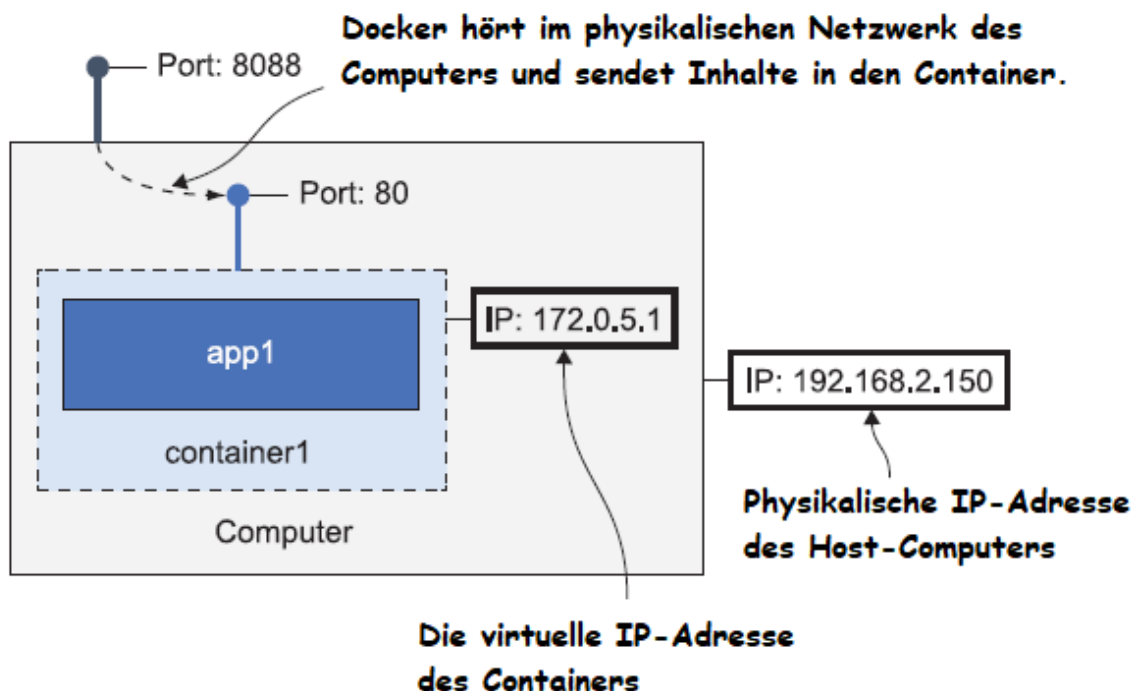 Docker hört im physikalischen Netzwerk des
Computers und sendet Inhalte in den Container.
Port: 8088
Port: 80
IP: 172.0.5.1
app1
IP: 192.168.2.150
container1
Physikalische IP-Adresse
des Host-Computers
Computer
Die virtuelle IP-Adresse
des Containers